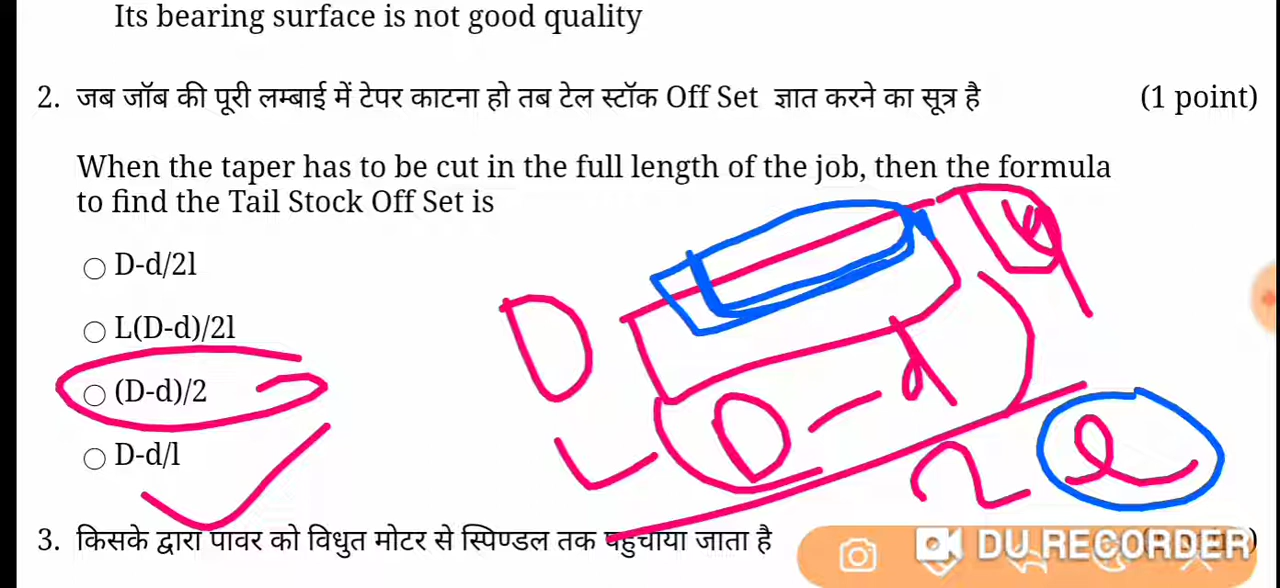 Its bearing surface is not good quality
2. जब जॉब की पूरी लम्बाई में टेपर काटना हो तब टेल स्टॉक Off Set ज्ञात करने का सूत्र है (1 point)
When the taper has to be cut in the full length of the job, then the formula
to find the Tail Stock Off Set is
D-d/2l
L(D-d)/2l
(D-d)/2
D-d/l
D
d
L(D-d)
2l
3. किसके द्वारा पावर को विधुत मोटर से स्पिण्डल तक पहुचाया जाता है
DU RECORDER